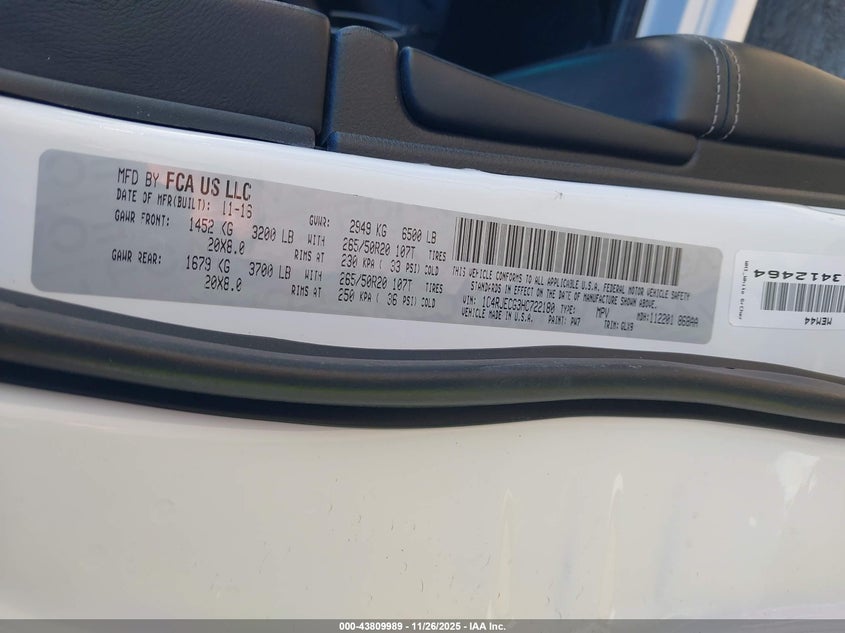 MFD BY FCA US LLC
DATE OF MFR(BUILT): 11-16 GVWR: 2949 KG 6500 LB
GAWR FRONT: 1452 KG 3200 LB WITH 265/50R20 107T TIRES
20X8.0 RIMS AT 230 KPA ( 33 PSI) COLD
GAWR REAR: 1679 KG 3700 LB WITH 265/50R20 107T TIRES
20X8.0 RIMS AT 250 KPA ( 36 PSI) COLD
THIS VEHICLE CONFORMS TO ALL APPLICABLE U.S.A. FEDERAL MOTOR VEHICLE SAFETY
STANDARDS IN EFFECT ON THE DATE OF MANUFACTURE SHOWN ABOVE.
VIN: 1C4RJECG3HC722180 TYPE: MPV MDH: 112201 868AA
VEHICLE MADE IN U.S.A. PAINT: PW7 TRIM: GLX9
3412464
MEM44
000-43809989 - 11/26/2025 - IAA Inc.